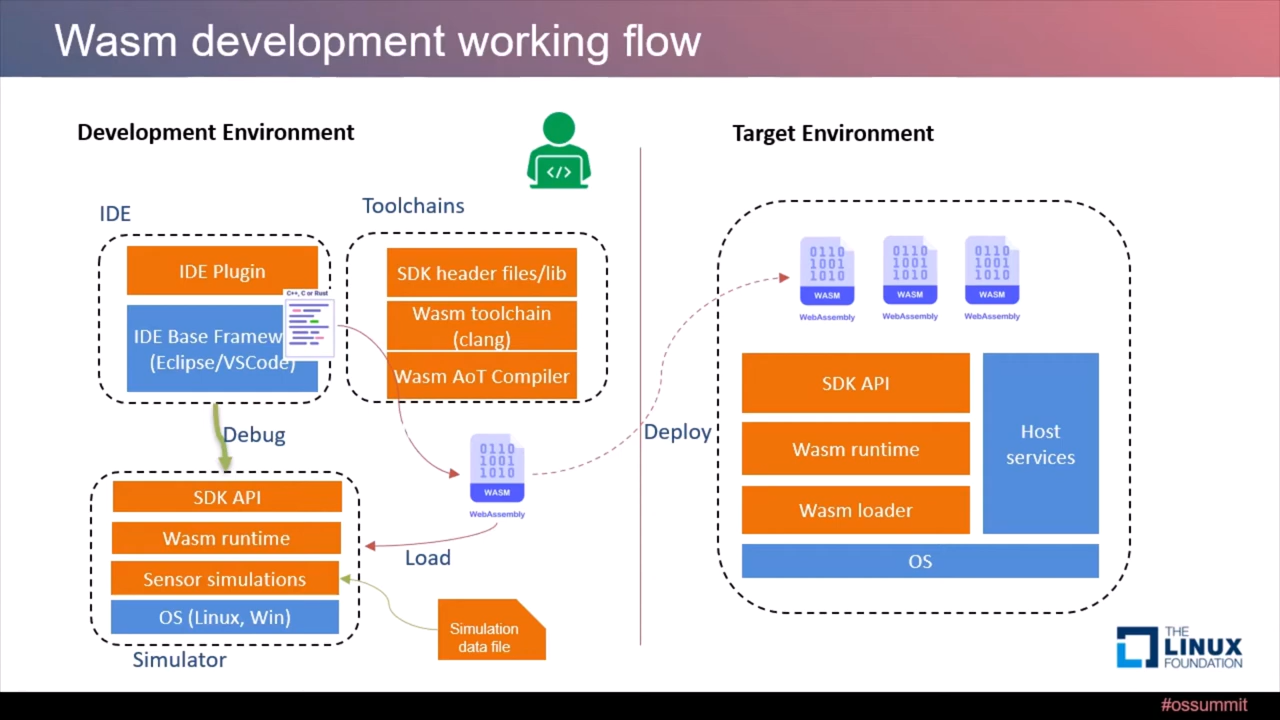 Wasm development working flow
Development Environment
Target Environment
IDE
Toolchains
IDE Plugin
C++, C or Rust
IDE Base Framew
(Eclipse/VSCode)
SDK header files/lib
Wasm toolchain
(clang)
Wasm AoT Compiler
Debug
0110
1001
1010
WASM
WebAssembly
Load
Deploy
SDK API
Wasm runtime
Sensor simulations
OS (Linux, Win)
Simulator
Simulation
data file
0110
1001
1010
WASM
WebAssembly
0110
1001
1010
WASM
WebAssembly
0110
1001
1010
WASM
WebAssembly
SDK API
Wasm runtime
Wasm loader
Host
services
OS
THE
LINUX
FOUNDATION
#ossummit